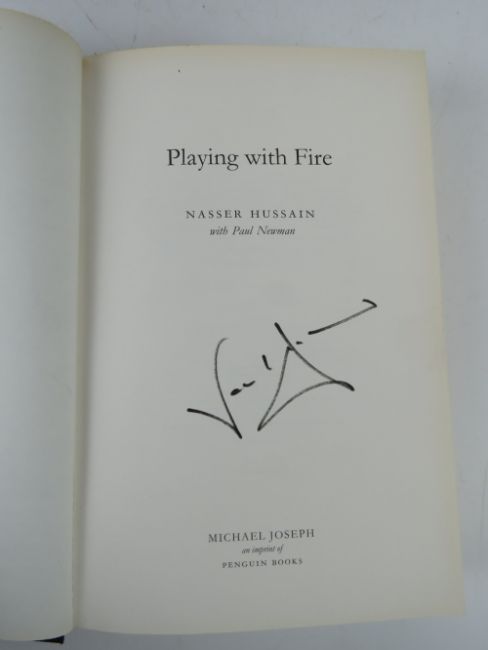 Playing with Fire
NASSER HUSSAIN
with Paul Newman
MICHAEL JOSEPH
an imprint of
PENGUIN BOOKS